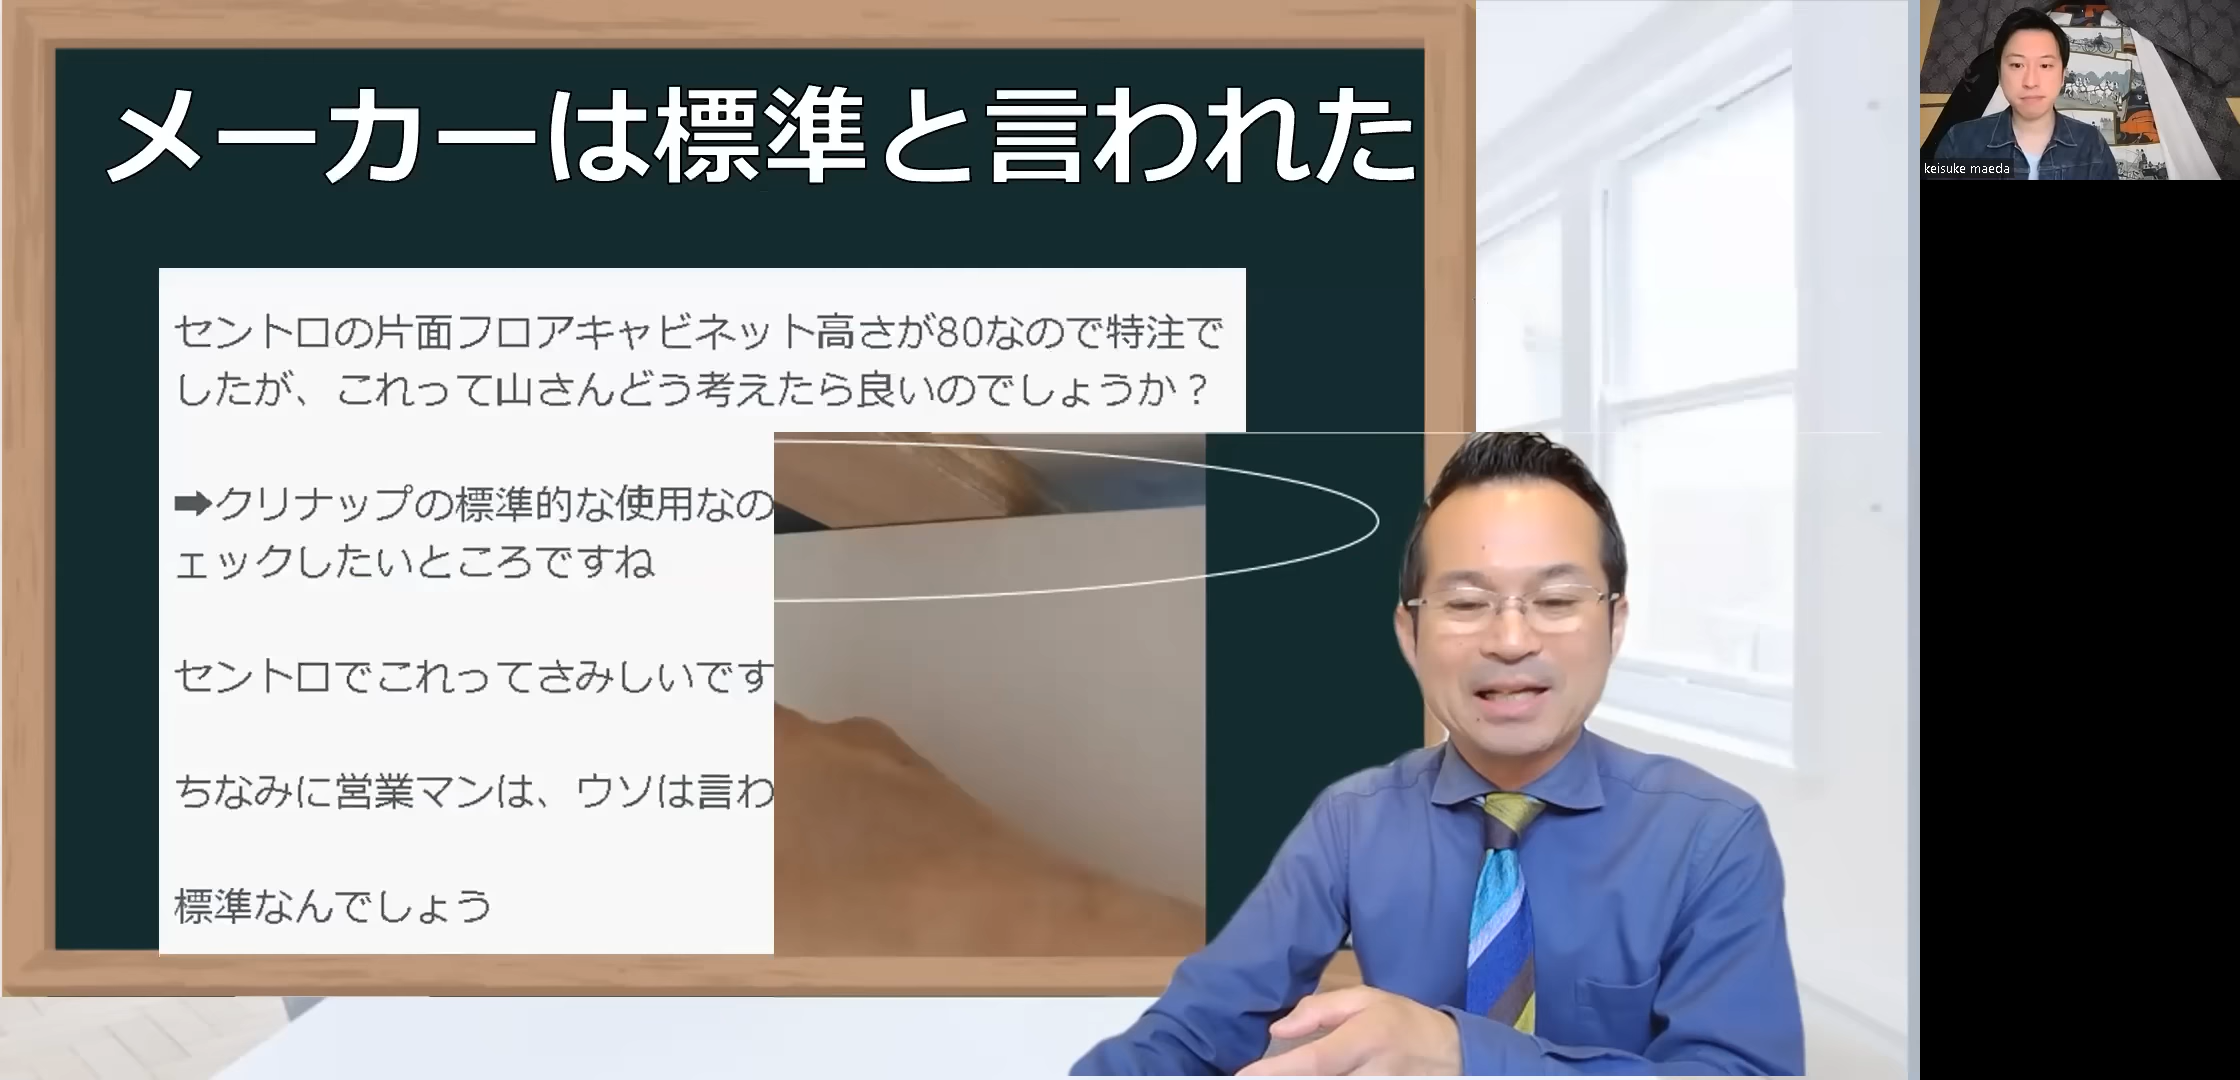 メーカーは標準と言われた
セントロの片面フロアキャビネット高さが80なので特注で
したが、これって山さんどう考えたら良いのでしょうか？
➡クリナップの標準的な使用なの
ェックしたいところですね
セントロでこれってさみしいです
ちなみに営業マンは、ウソは言わ
標準なんでしょう
keisuke maeda